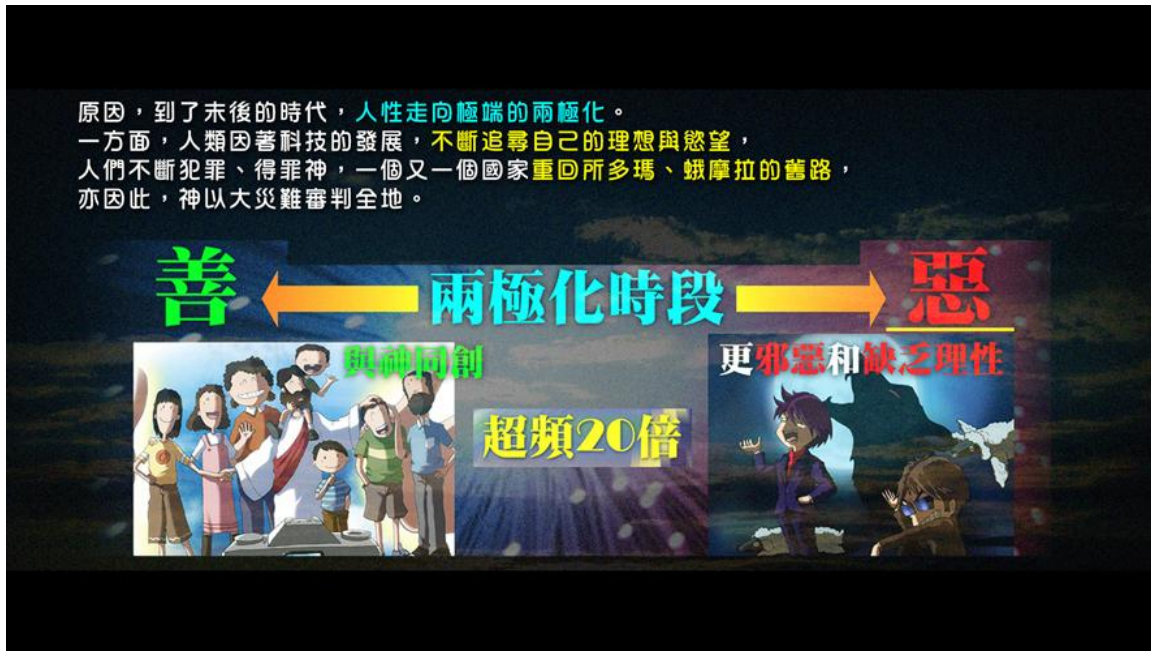 原因，到了末後的時代，人性走向極端的兩極化。
一方面，人類因著科技的發展，不斷追尋自己的理想與慾望，
人們不斷犯罪、得罪神，一個又一個國家重回所多瑪、蛾摩拉的舊路，
亦因此，神以大災難審判全地。
善 兩極化時段 惡
與神同創
更邪惡和缺乏理性
超頻20倍